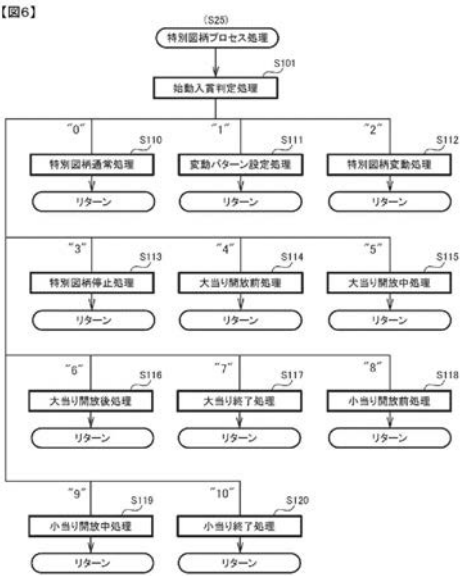 【図6】
(S25)
特別図柄プロセス処理
S101
始動入賞判定処理
"0" "1" "2"
S110 S111 S112
特別図柄通常処理 変動パターン設定処理 特別図柄変動処理
リターン リターン リターン
"3" "4" "5"
S113 S114 S115
特別図柄停止処理 大当り開放前処理 大当り開放中処理
リターン リターン リターン
"6" "7" "8"
S116 S117 S118
大当り開放後処理 大当り終了処理 小当り開放前処理
リターン リターン リターン
"9" "10"
S119 S120
小当り開放中処理 小当り終了処理
リターン リターン